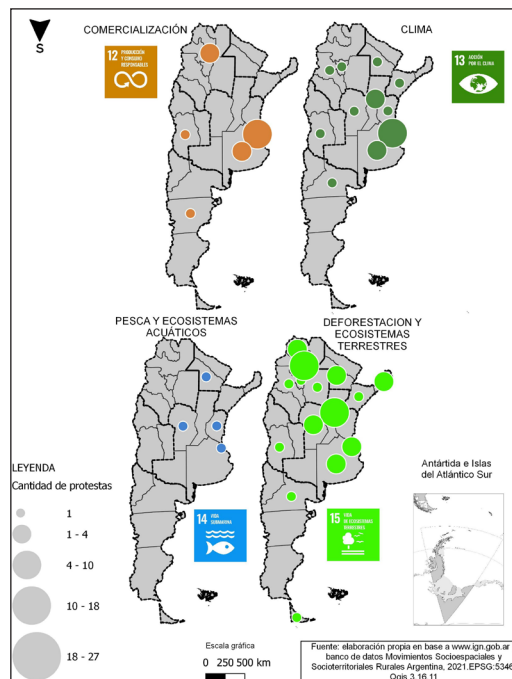 COMERCIALIZACIÓN
CLIMA
S
12 PRODUCCIÓN
Y CONSUMO
RESPONSABLES
13 ACCIÓN
POR EL CLIMA
PESCA Y ECOSISTEMAS
ACUÁTICOS
DEFORESTACION Y
ECOSISTEMAS
TERRESTRES
LEYENDA
Cantidad de protestas
1
1 - 4
4 - 10
10 - 18
18 - 27
14 VIDA
SUBMARINA
15 VIDA
DE ECOSISTEMAS
TERRESTRES
Antártida e Islas
del Atlántico Sur
Escala gráfica
0 250 500 km
Fuente: elaboración propia en base a www.ign.gob.ar
banco de datos Movimientos Socioespaciales y
Socioterritoriales Rurales Argentina, 2021.EPSG:5346
Qgis 3.16.11